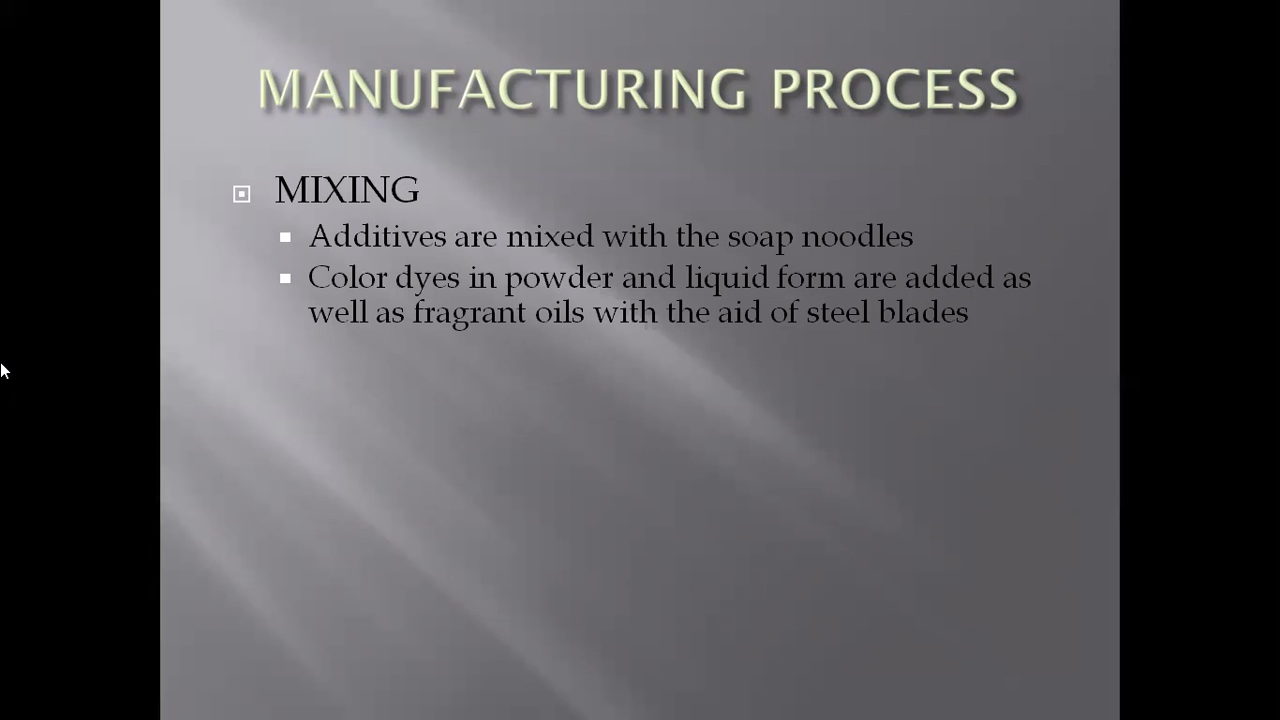 MANUFACTURING PROCESS
MIXING
Additives are mixed with the soap noodles
Color dyes in powder and liquid form are added as
well as fragrant oils with the aid of steel blades